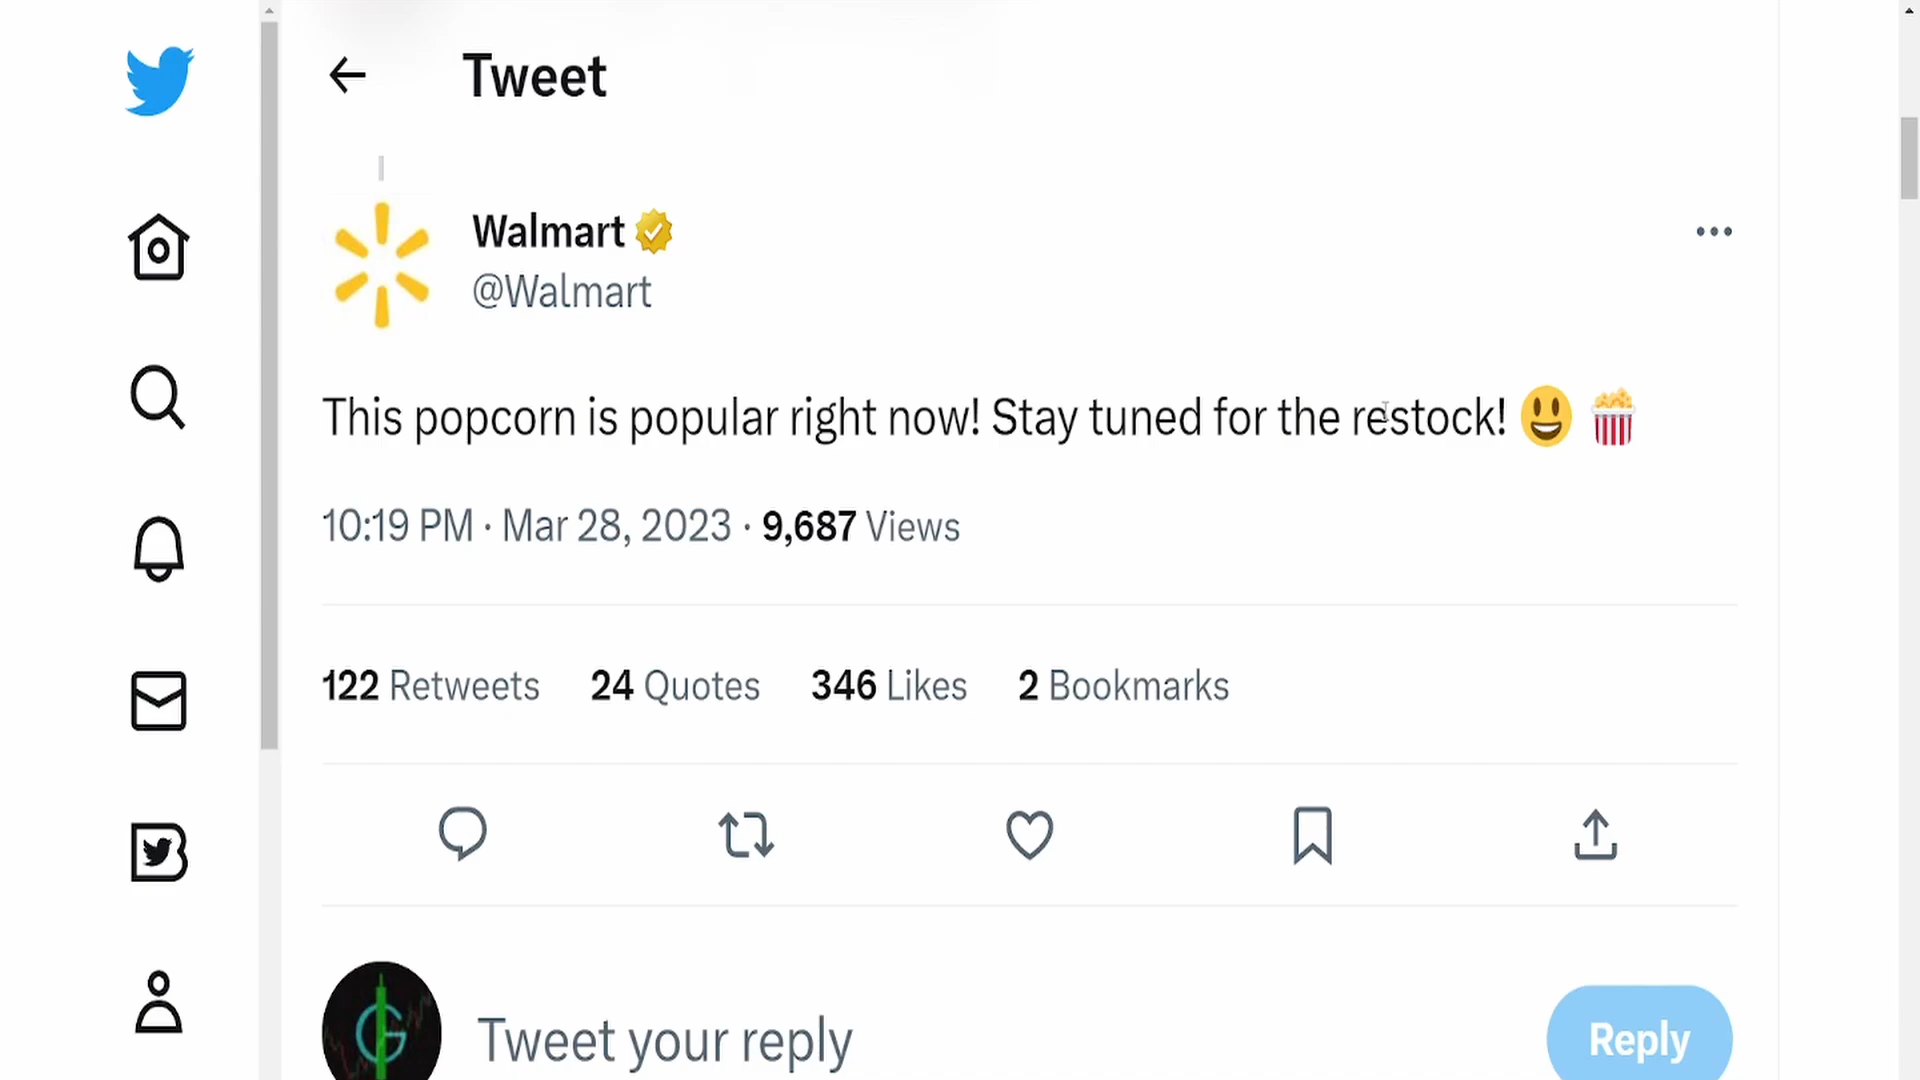 Tweet
Walmart
@Walmart
This popcorn is popular right now! Stay tuned for the restock! 😃 🍿
10:19 PM · Mar 28, 2023 · 9,687 Views
122 Retweets 24 Quotes 346 Likes 2 Bookmarks
Tweet your reply
Reply